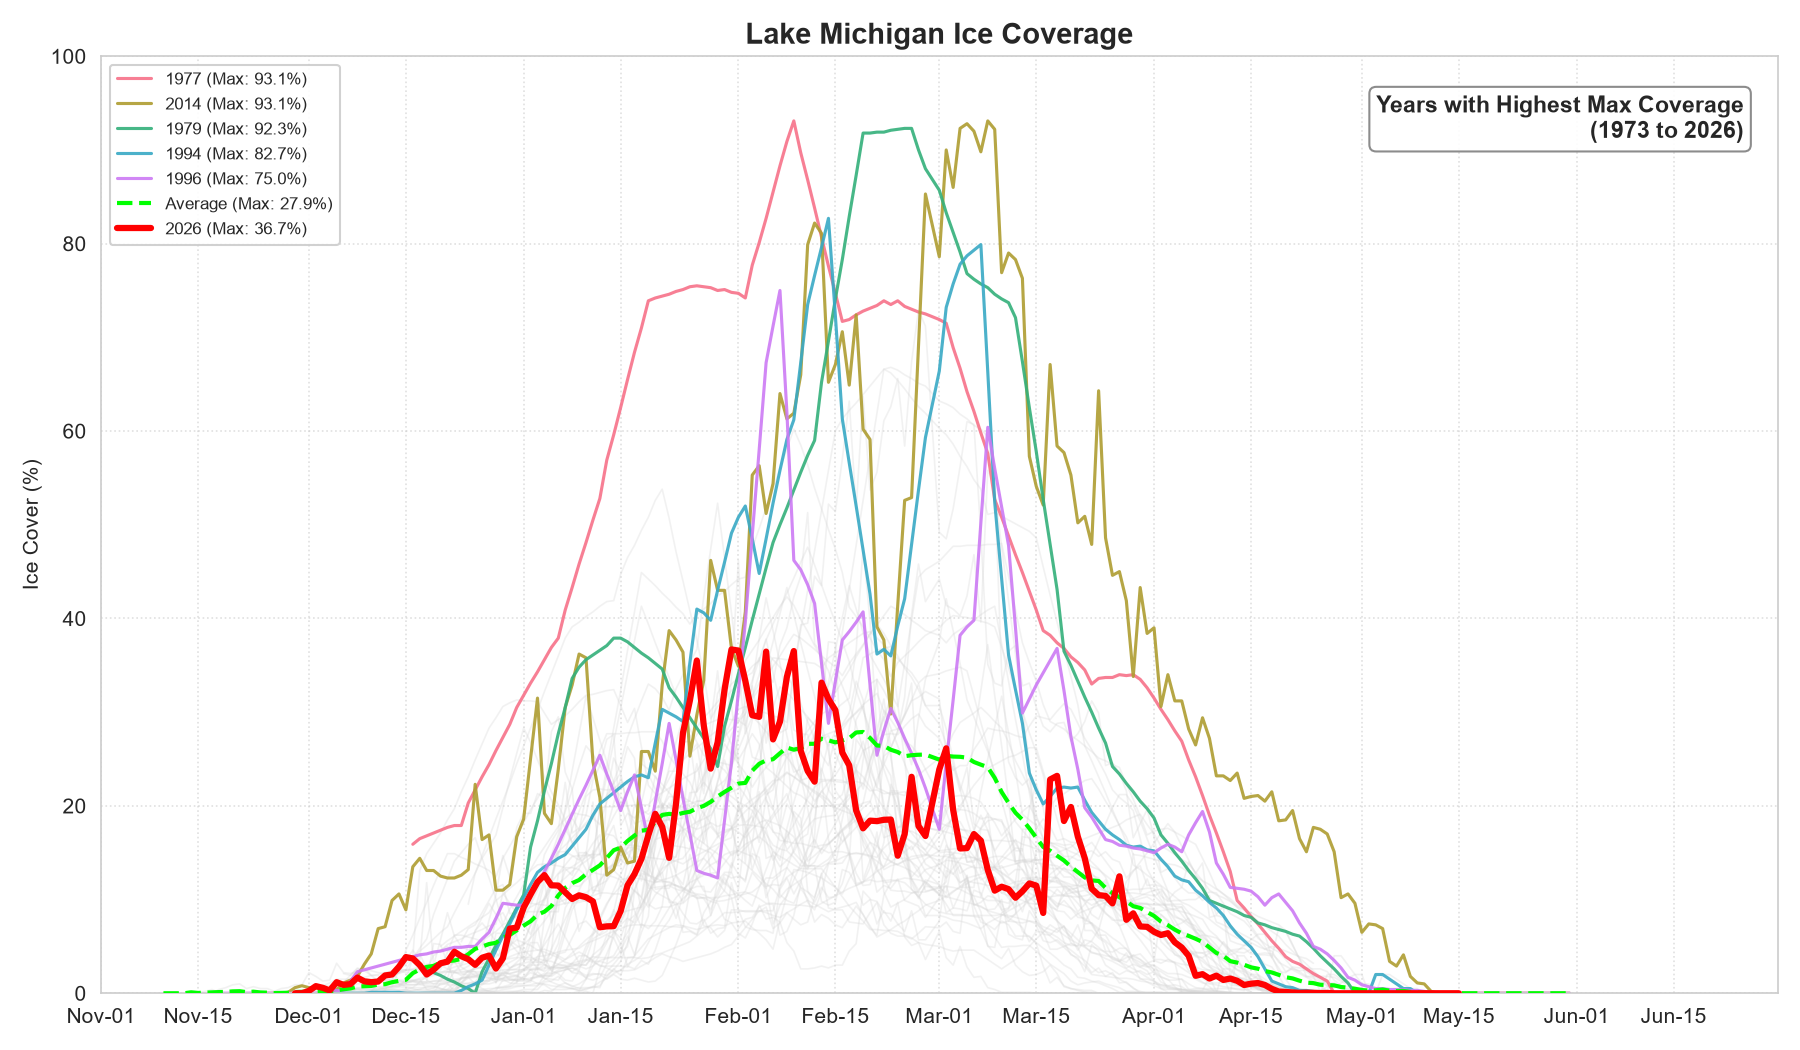 Lake Michigan Ice Coverage
100
80
60
40
20
0
Ice Cover (%)
1977 (Max: 93.1%)
2014 (Max: 93.1%)
1979 (Max: 92.3%)
1994 (Max: 82.7%)
1996 (Max: 75.0%)
Average (Max: 27.9%)
2026 (Max: 36.7%)
Years with Highest Max Coverage
(1973 to 2026)
Nov-01 Nov-15 Dec-01 Dec-15 Jan-01 Jan-15 Feb-01 Feb-15 Mar-01 Mar-15 Apr-01 Apr-15 May-01 May-15 Jun-01 Jun-15